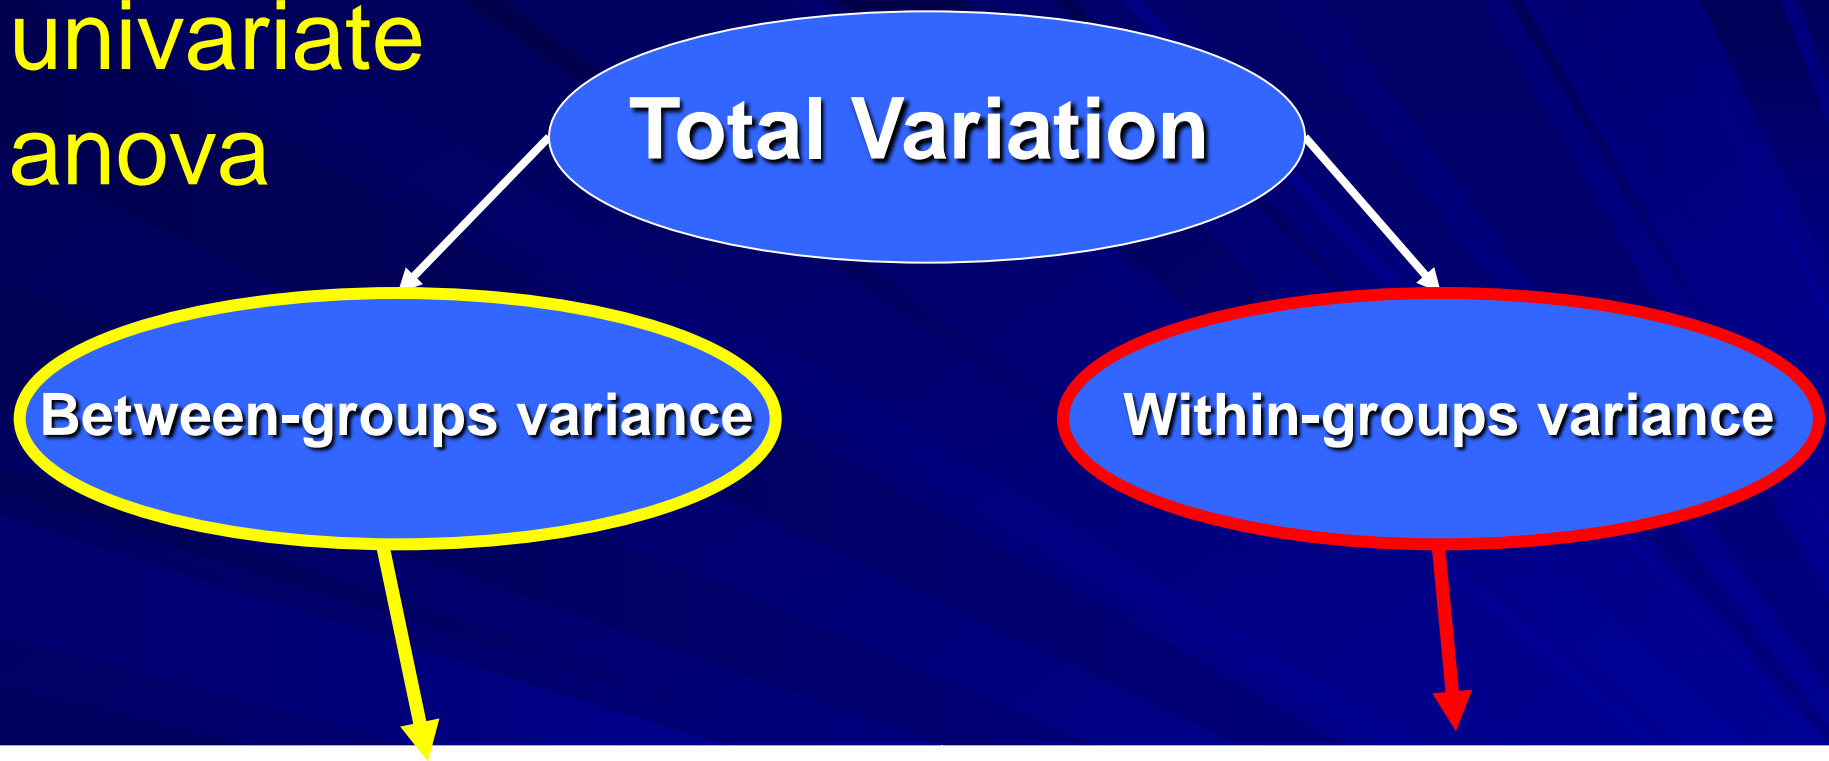 univariate
anova
Total Variation
Between-groups variance
Within-groups variance